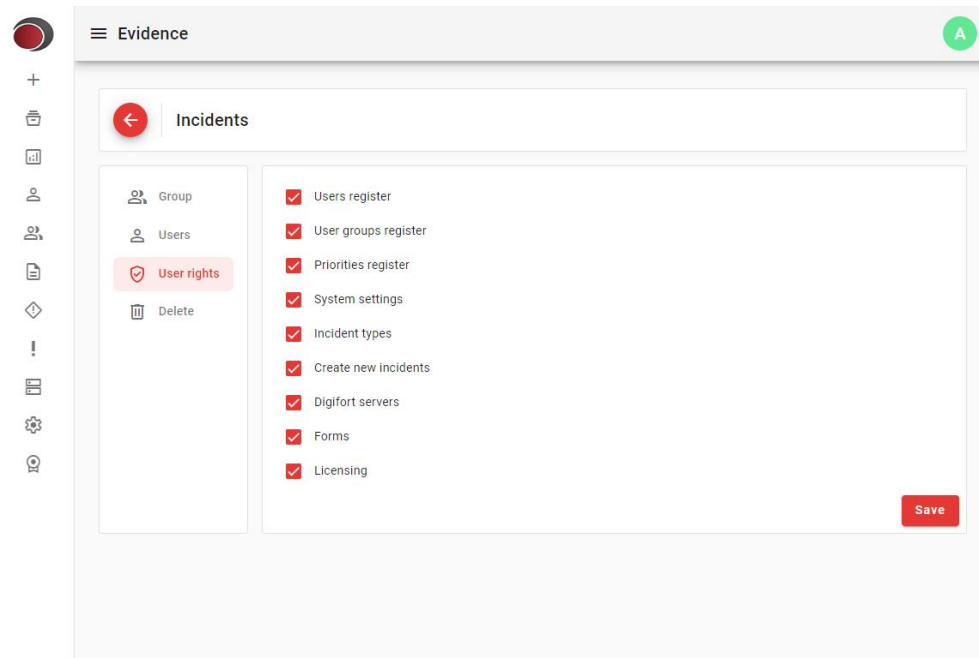 Evidence
A
Incidents
Group
Users
User rights
Delete
Users register
User groups register
Priorities register
System settings
Incident types
Create new incidents
Digifort servers
Forms
Licensing
Save